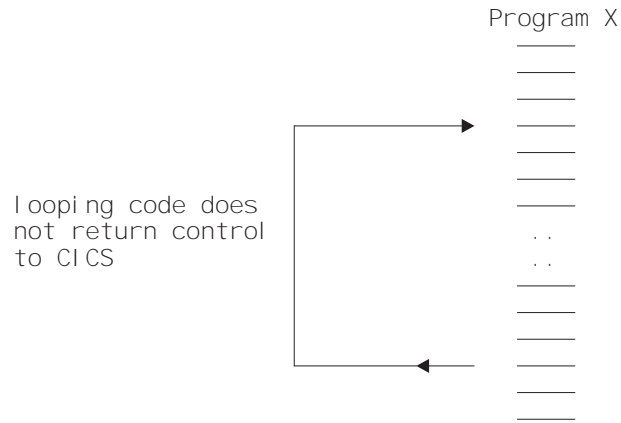 Program X
looping code does
not return control
to CICS
..
..